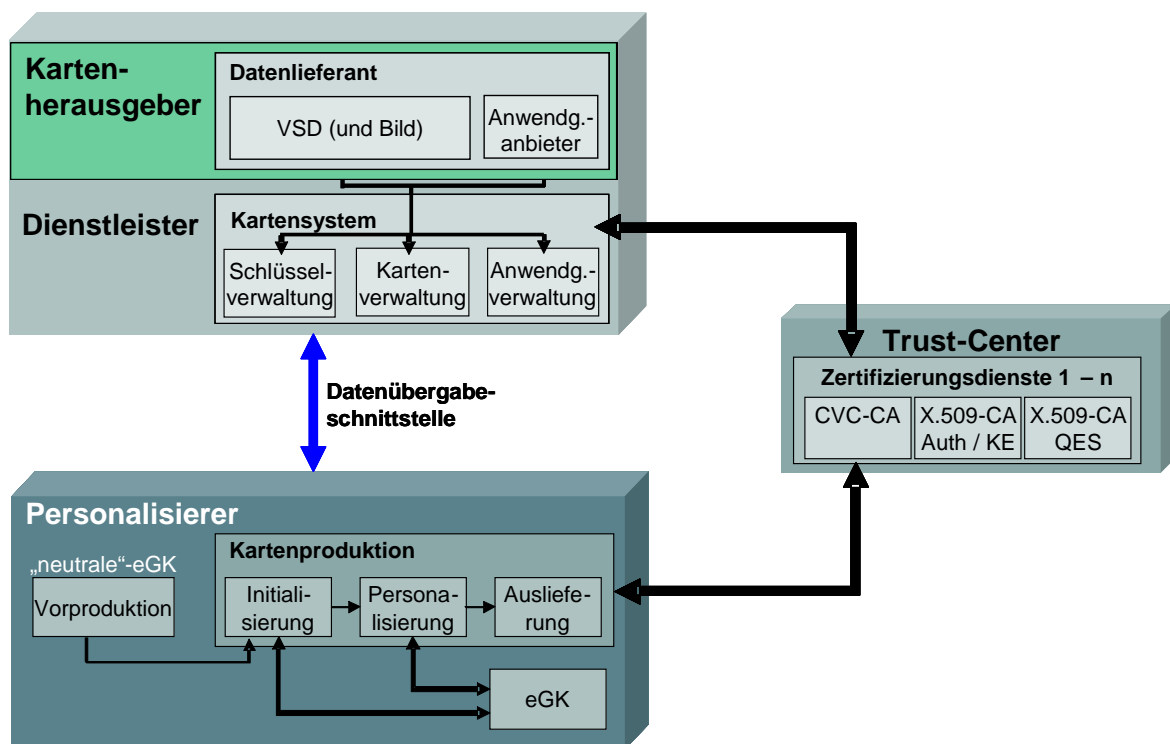 Karten-
herausgeber
Datenlieferant
VSD (und Bild)
Anwendg.-
anbieter
Dienstleister
Kartensystem
Schlüssel-
verwaltung
Karten-
verwaltung
Anwendg.-
verwaltung
Datenübergabe-
schnittstelle
Trust-Center
Zertifizierungsdienste 1 – n
CVC-CA
X.509-CA
Auth / KE
X.509-CA
QES
Personalisierer
„neutrale“-eGK
Vorproduktion
Kartenproduktion
Initiali-
sierung
Persona-
lisierung
Ausliefe-
rung
eGK